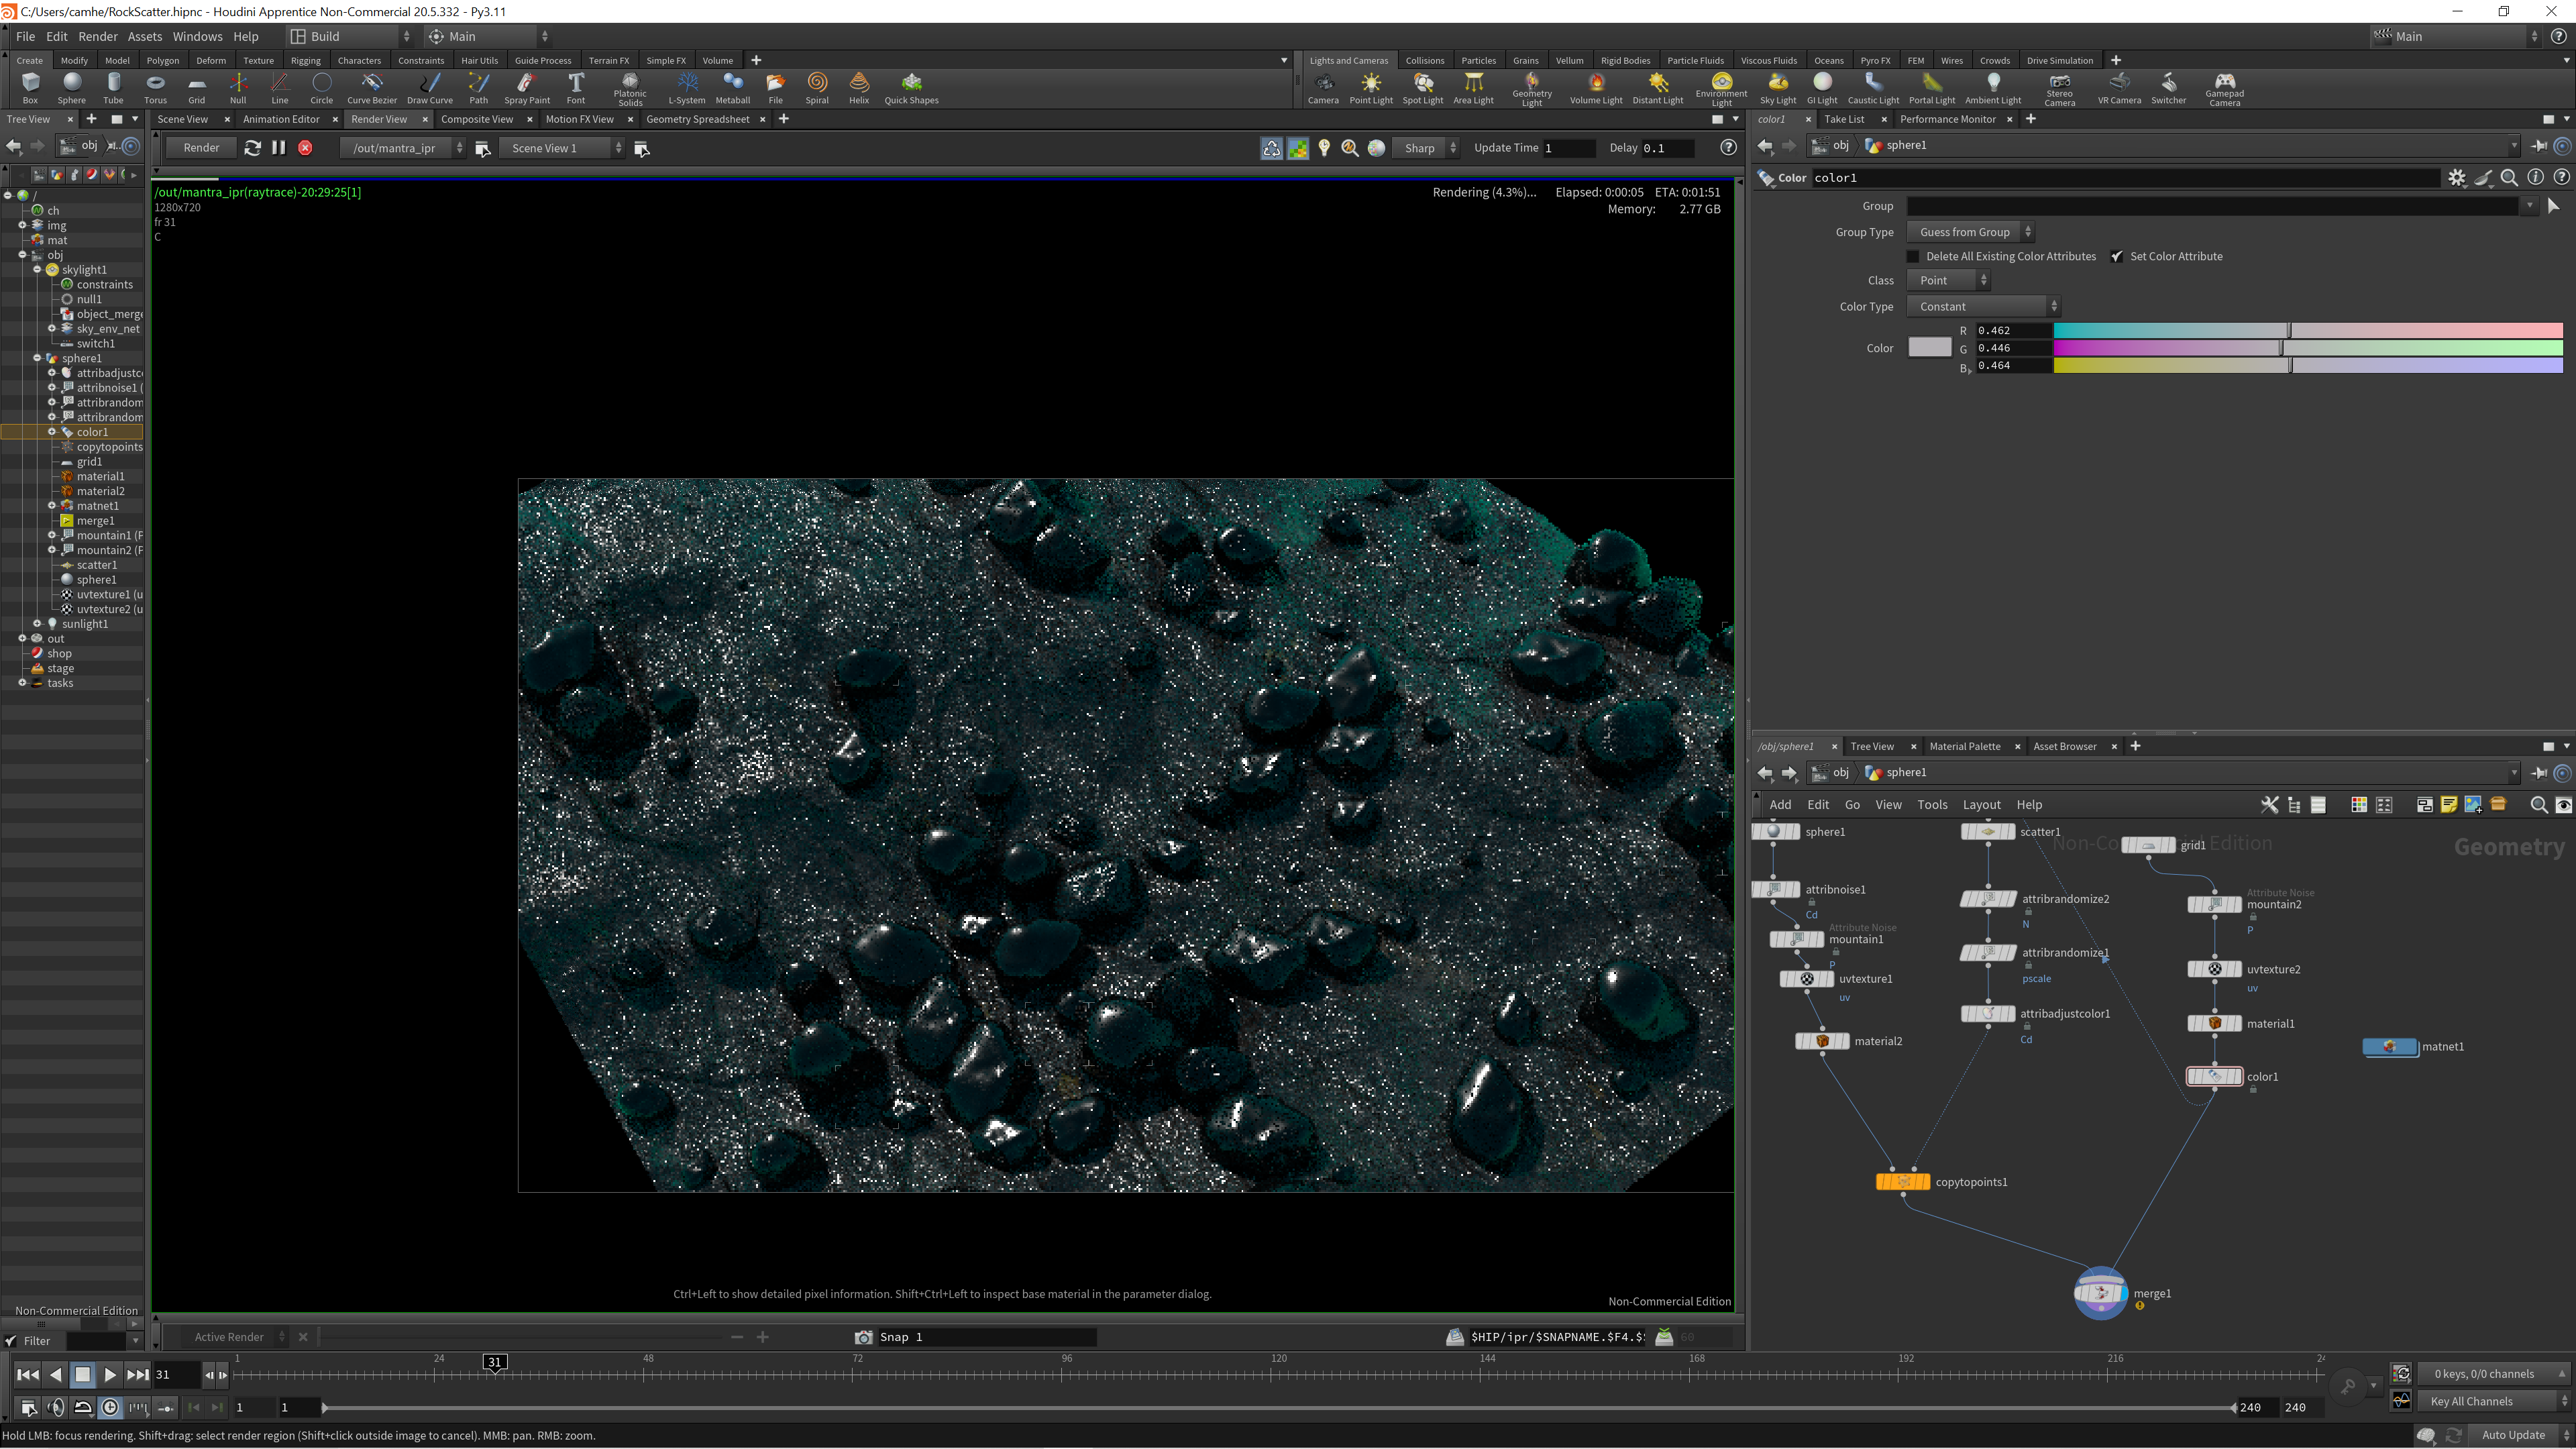 C:/Users/camhe/RockScatter.hipnc - Houdini Apprentice Non-Commercial 20.5.332 - Py3.11
File Edit Render Assets Windows Help Build Main Main
Create Modify Model Polygon Deform Texture Rigging Characters Constraints Hair Utils Guide Process Terrain FX Simple FX Volume
Lights and Cameras Collisions Particles Grains Vellum Rigid Bodies Particle Fluids Viscous Fluids Oceans Pyro FX FEM Wires Crowds Drive Simulation
Box Sphere Tube Torus Grid Null Line Circle Curve Bezier Draw Curve Path Spray Paint Font Platonic Solids L-System Metaball File Spiral Helix Quick Shapes
Camera Point Light Spot Light Area Light Geometry Light Volume Light Distant Light Environment Light Sky Light GI Light Caustic Light Portal Light Ambient Light Stereo Camera VR Camera Switcher Gamepad Camera
Tree View
Scene View Animation Editor Render View Composite View Motion FX View Geometry Spreadsheet
color1 Take List Performance Monitor
obj
Render /out/mantra_ipr Scene View 1 Sharp Update Time 1 Delay 0.1
obj sphere1
/out/mantra_ipr(raytrace)-20:29:25[1]
1280x720
fr 31
C
Rendering (4.3%)... Elapsed: 0:00:05 ETA: 0:01:51
Memory: 2.77 GB
Color color1
Group
Group Type Guess from Group
Delete All Existing Color Attributes Set Color Attribute
Class Point
Color Type Constant
Color
R 0.462
G 0.446
B 0.464
/
ch
img
mat
obj
skylight1
constraints
null1
object_merge
sky_env_net
switch1
sphere1
attribadjustc
attribnoise1 (
attribrandom
attribrandom
color1
copytopoints
grid1
material1
material2
matnet1
merge1
mountain1 (F
mountain2 (F
scatter1
sphere1
uvtexture1 (u
uvtexture2 (u
sunlight1
out
shop
stage
tasks
Non-Commercial Edition
Filter
Ctrl+Left to show detailed pixel information. Shift+Ctrl+Left to inspect base material in the parameter dialog.
Non-Commercial Edition
Active Render Snap 1 $HIP/ipr/$SNAPNAME.$F4.$ 60
/obj/sphere1 Tree View Material Palette Asset Browser
obj sphere1
Add Edit Go View Tools Layout Help
Non-Co Edition
Geometry
sphere1
scatter1
grid1
attribnoise1
Cd
attribrandomize2
N
Attribute Noise
mountain2
P
Attribute Noise
mountain1
P
attribrandomize1
pscale
uvtexture1
uv
uvtexture2
uv
attribadjustcolor1
Cd
material1
material2
matnet1
color1
copytopoints1
merge1
31
1 24 31 48 72 96 120 144 168 192 216 24
1 1 240 240
0 keys, 0/0 channels
Key All Channels
Hold LMB: focus rendering. Shift+drag: select render region (Shift+click outside image to cancel). MMB: pan. RMB: zoom.
Auto Update